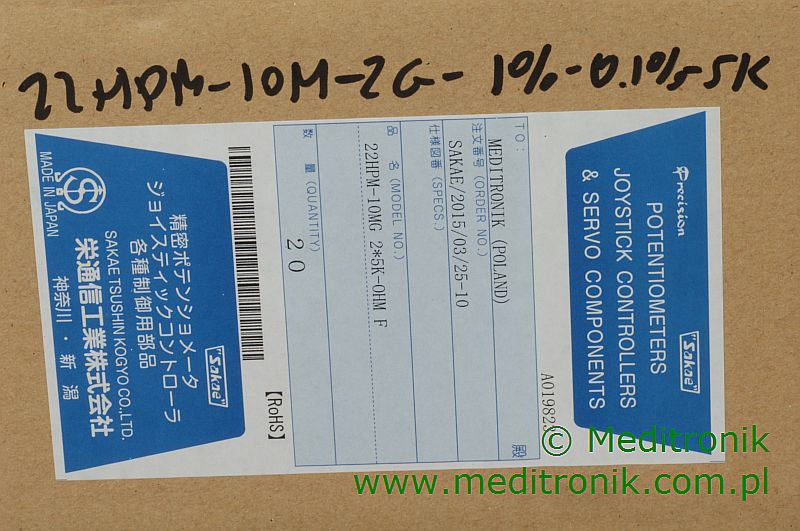 22HPM-10M-2G-1%-0.1%-5K
Precision
POTENTIOMETERS
JOYSTICK CONTROLLERS
& SERVO COMPONENTS
Sakae
A01982
TO:
殿
MEDITRONIK (POLAND)
注文番号 (ORDER NO.)
SAKAE/2015/03/25-10
仕様図番 (SPECS.)
品 名 (MODEL NO.)
22HPM-10MG 2*5K-OHM F
数 量 (QUANTITY)
20
【RoHS】
Sakae
精密ポテンショメータ
ジョイスティックコントローラ
各種制御用部品
SAKAE TSUSHIN KOGYO CO.,LTD.
栄通信工業株式会社
神奈川・新潟
MADE IN JAPAN
© Meditronik
www.meditronik.com.pl